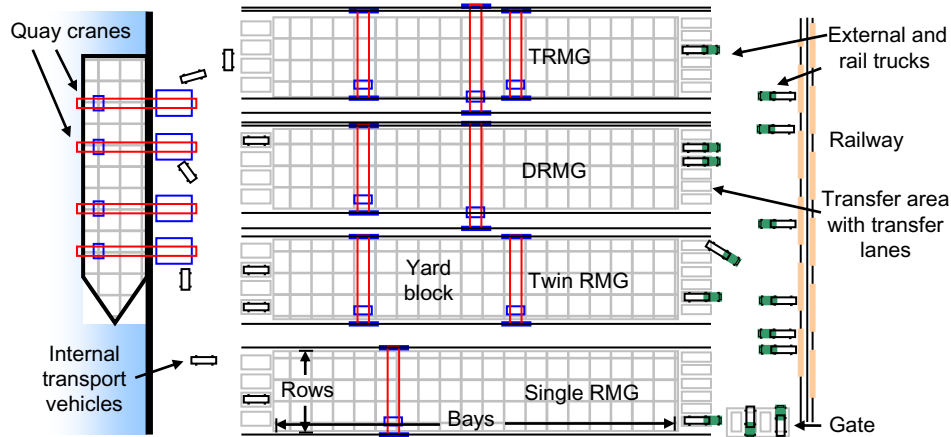 Quay cranes
TRMG
External and
rail trucks
Railway
DRMG
Transfer area
with transfer
lanes
Yard
block
Twin RMG
Internal
transport
vehicles
Rows
Single RMG
Bays
Gate